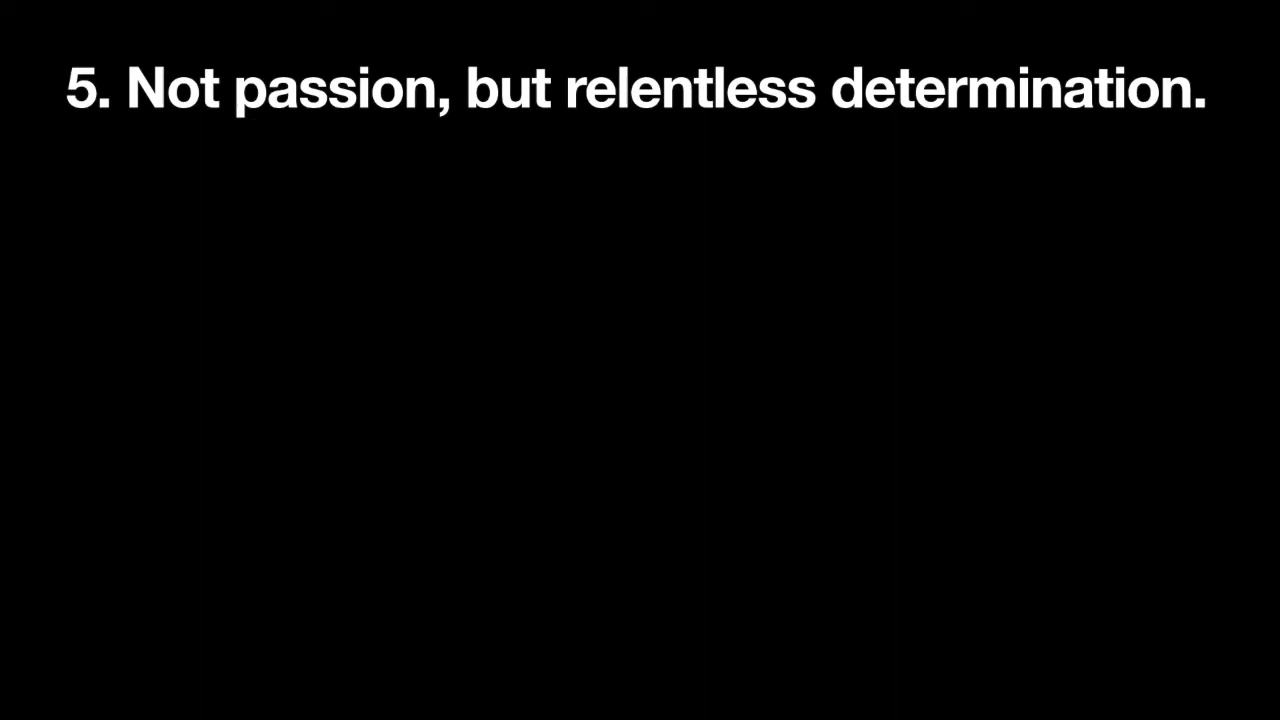 5. Not passion, but relentless determination.